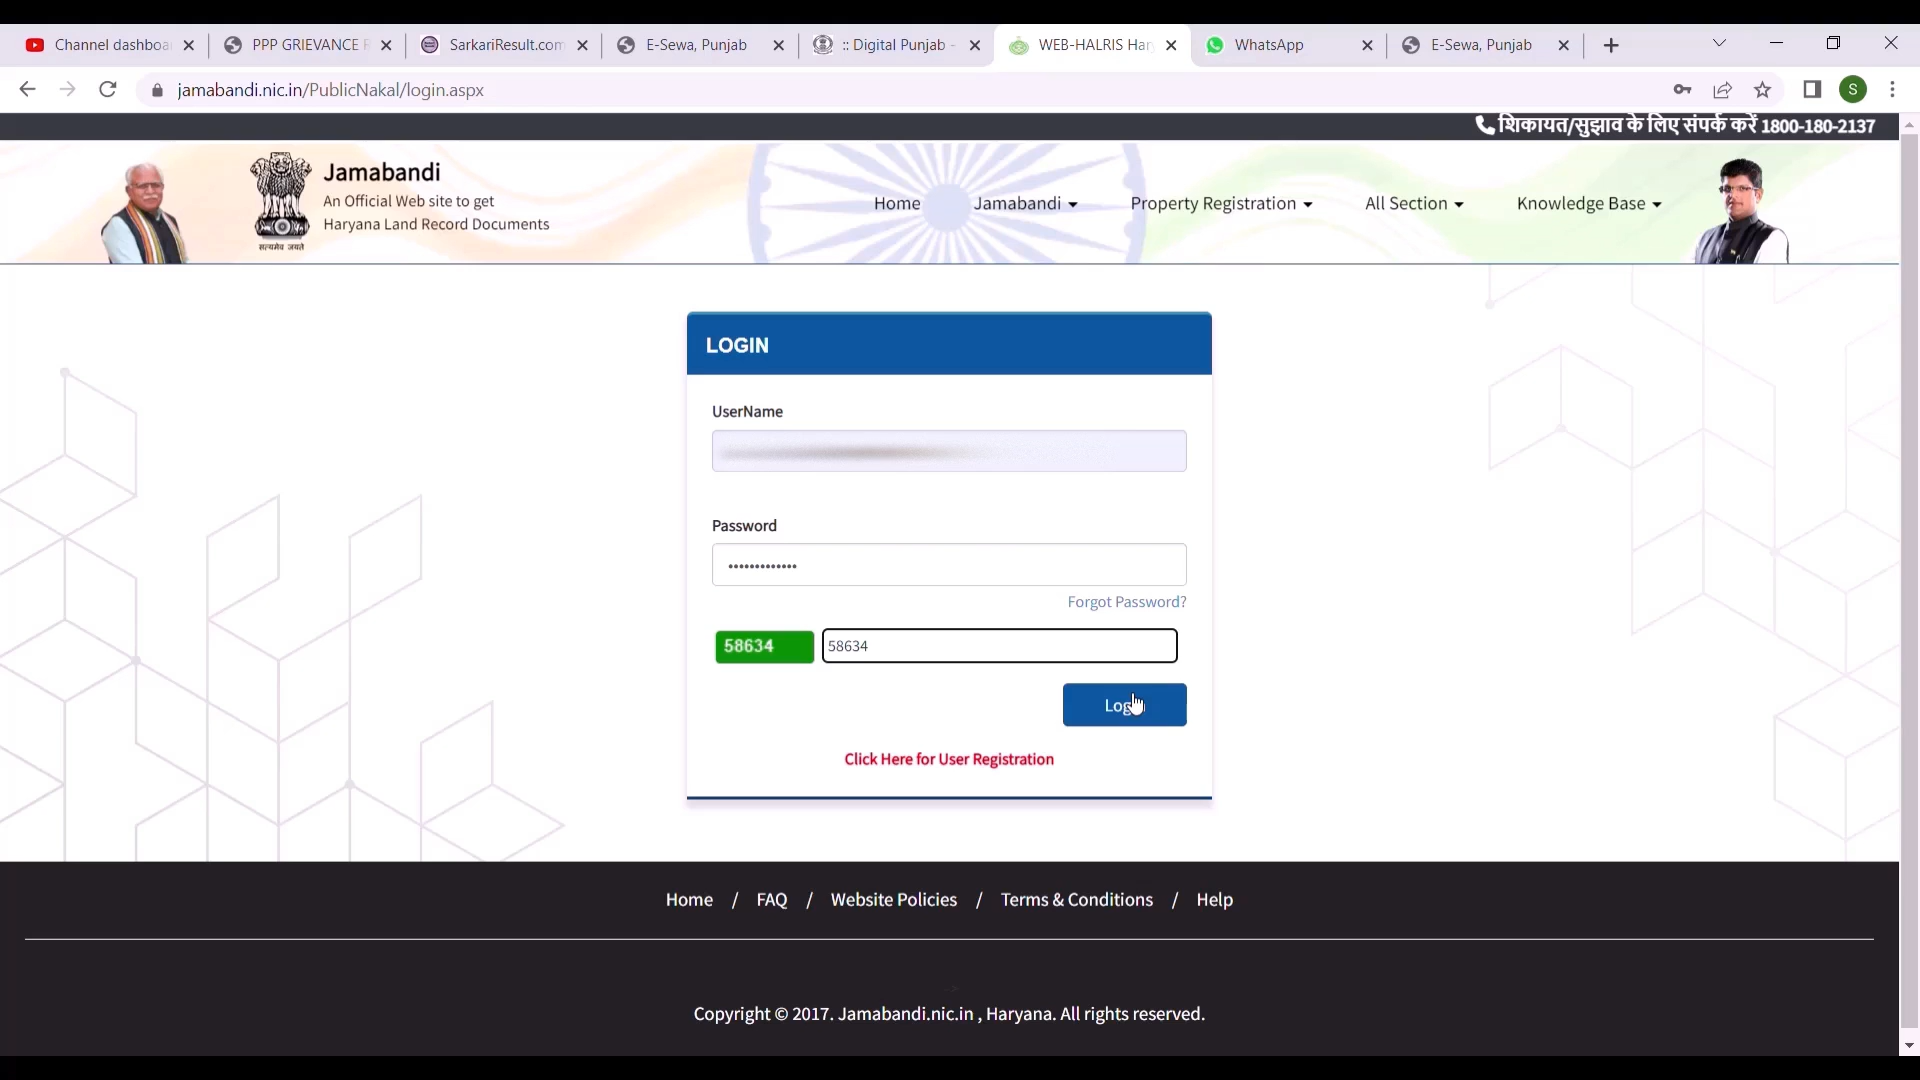 Channel dashboa
PPP GRIEVANCE R
SarkariResult.com
E-Sewa, Punjab
:: Digital Punjab -
WEB-HALRIS Har
WhatsApp
E-Sewa, Punjab
jamabandi.nic.in/PublicNakal/login.aspx
S
शिकायत/सुझाव के लिए संपर्क करें 1800-180-2137
सत्यमेव जयते
Jamabandi
An Official Web site to get
Haryana Land Record Documents
Home
Jamabandi
Property Registration
All Section
Knowledge Base
LOGIN
UserName
Password
•••••••••••••
Forgot Password?
58634
58634
Click Here for User Registration
Home / FAQ / Website Policies / Terms & Conditions / Help
Copyright © 2017. Jamabandi.nic.in , Haryana. All rights reserved.